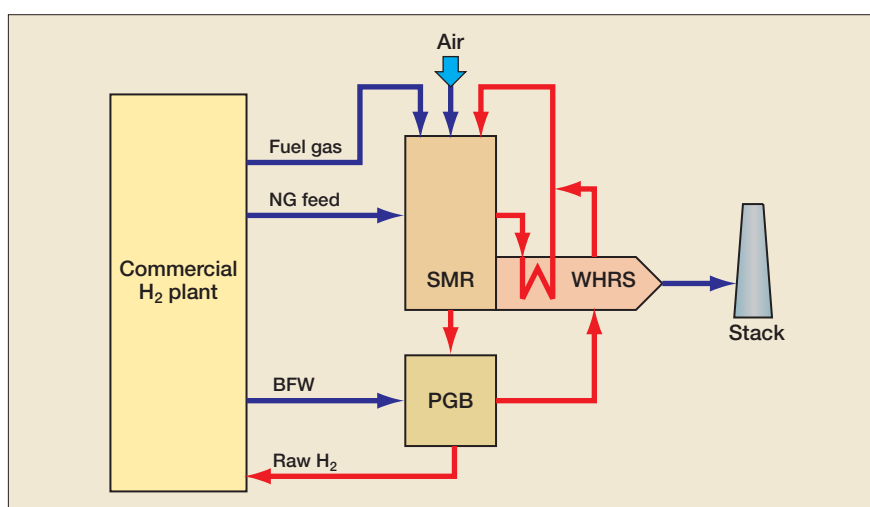 Air
Fuel gas
NG feed
Commercial
H₂ plant
SMR
WHRS
Stack
BFW
PGB
Raw H₂